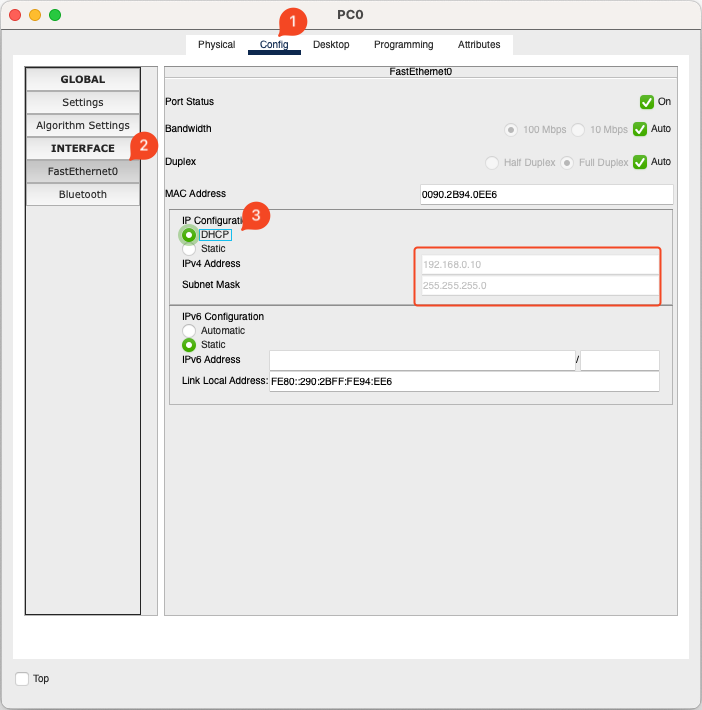 PC0
1
Physical Config Desktop Programming Attributes
GLOBAL
Settings
Algorithm Settings
INTERFACE
2
FastEthernet0
Bluetooth
FastEthernet0
Port Status On
Bandwidth 100 Mbps 10 Mbps Auto
Duplex Half Duplex Full Duplex Auto
MAC Address 0090.2B94.0EE6
IP Configuration
3
DHCP
Static
IPv4 Address 192.168.0.10
Subnet Mask 255.255.255.0
IPv6 Configuration
Automatic
Static
IPv6 Address /
Link Local Address: FE80::290:2BFF:FE94:EE6
Top